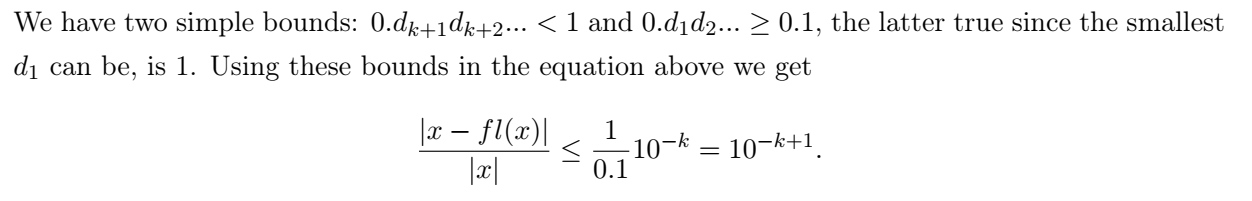 We have two simple bounds: 0.d_{k+1}d_{k+2}... < 1 and 0.d_1d_2... ≥ 0.1, the latter true since the smallest
d_1 can be, is 1. Using these bounds in the equation above we get
\frac{|x − fl(x)|}{|x|} ≤ \frac{1}{0.1} 10^{−k} = 10^{−k+1}.